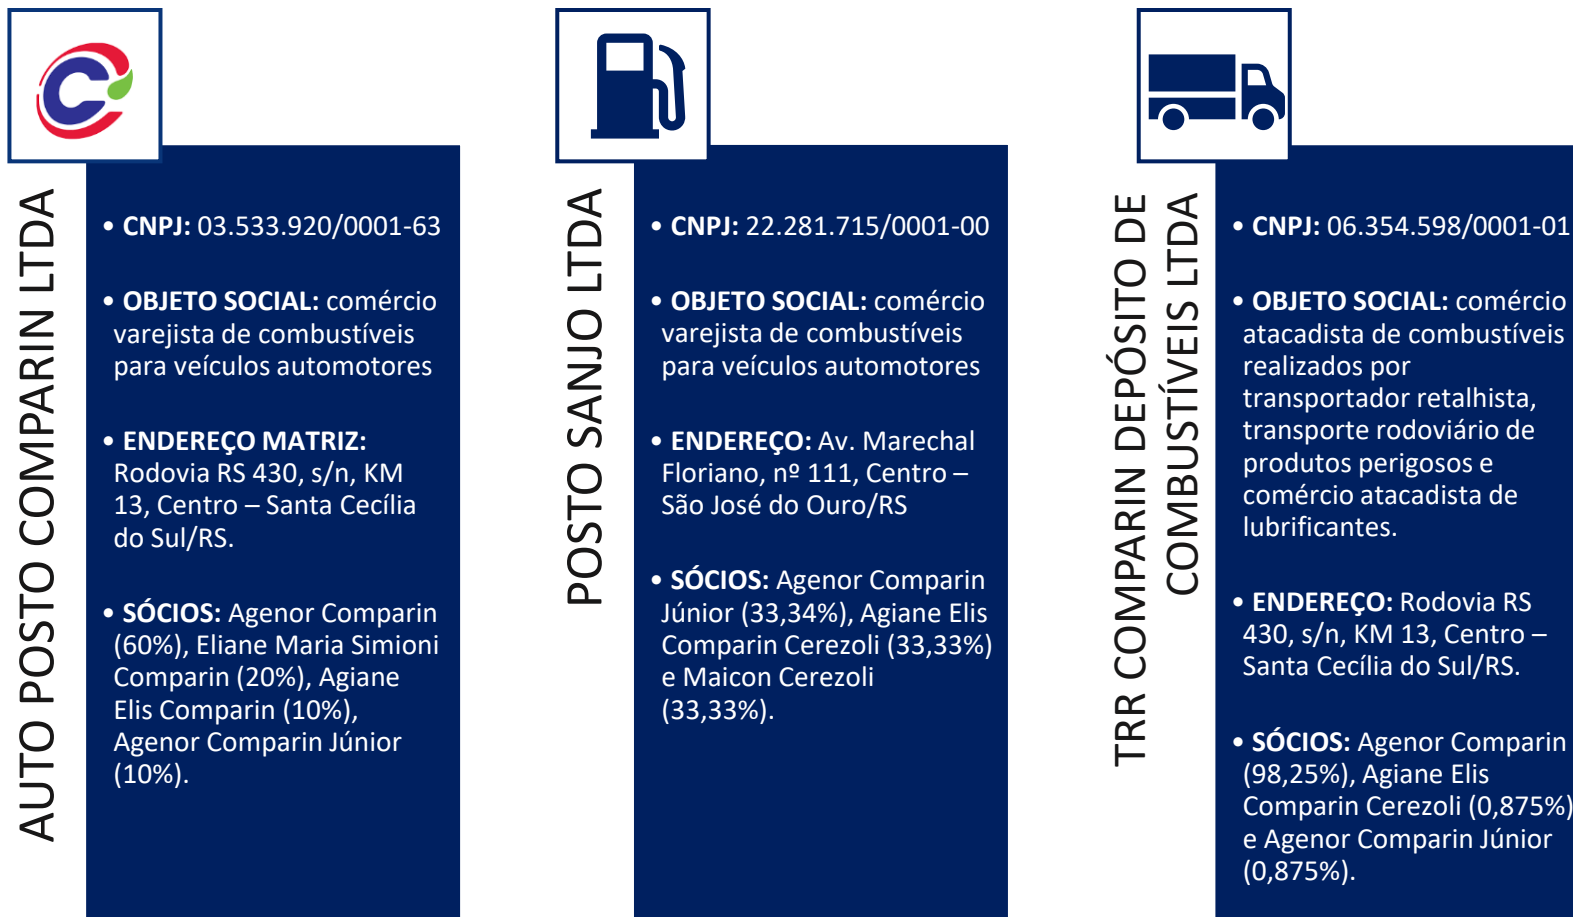 AUTO POSTO COMPARIN LTDA
• CNPJ: 03.533.920/0001-63
• OBJETO SOCIAL: comércio
varejista de combustíveis
para veículos automotores
• ENDEREÇO MATRIZ:
Rodovia RS 430, s/n, KM
13, Centro – Santa Cecília
do Sul/RS.
• SÓCIOS: Agenor Comparin
(60%), Eliane Maria Simioni
Comparin (20%), Agiane
Elis Comparin (10%),
Agenor Comparin Júnior
(10%).
POSTO SANJO LTDA
• CNPJ: 22.281.715/0001-00
• OBJETO SOCIAL: comércio
varejista de combustíveis
para veículos automotores
• ENDEREÇO: Av. Marechal
Floriano, nº 111, Centro –
São José do Ouro/RS
• SÓCIOS: Agenor Comparin
Júnior (33,34%), Agiane Elis
Comparin Cerezoli (33,33%)
e Maicon Cerezoli
(33,33%).
TRR COMPARIN DEPÓSITO DE
COMBUSTÍVEIS LTDA
• CNPJ: 06.354.598/0001-01
• OBJETO SOCIAL: comércio
atacadista de combustíveis
realizados por
transportador retalhista,
transporte rodoviário de
produtos perigosos e
comércio atacadista de
lubrificantes.
• ENDEREÇO: Rodovia RS
430, s/n, KM 13, Centro –
Santa Cecília do Sul/RS.
• SÓCIOS: Agenor Comparin
(98,25%), Agiane Elis
Comparin Cerezoli (0,875%)
e Agenor Comparin Júnior
(0,875%).